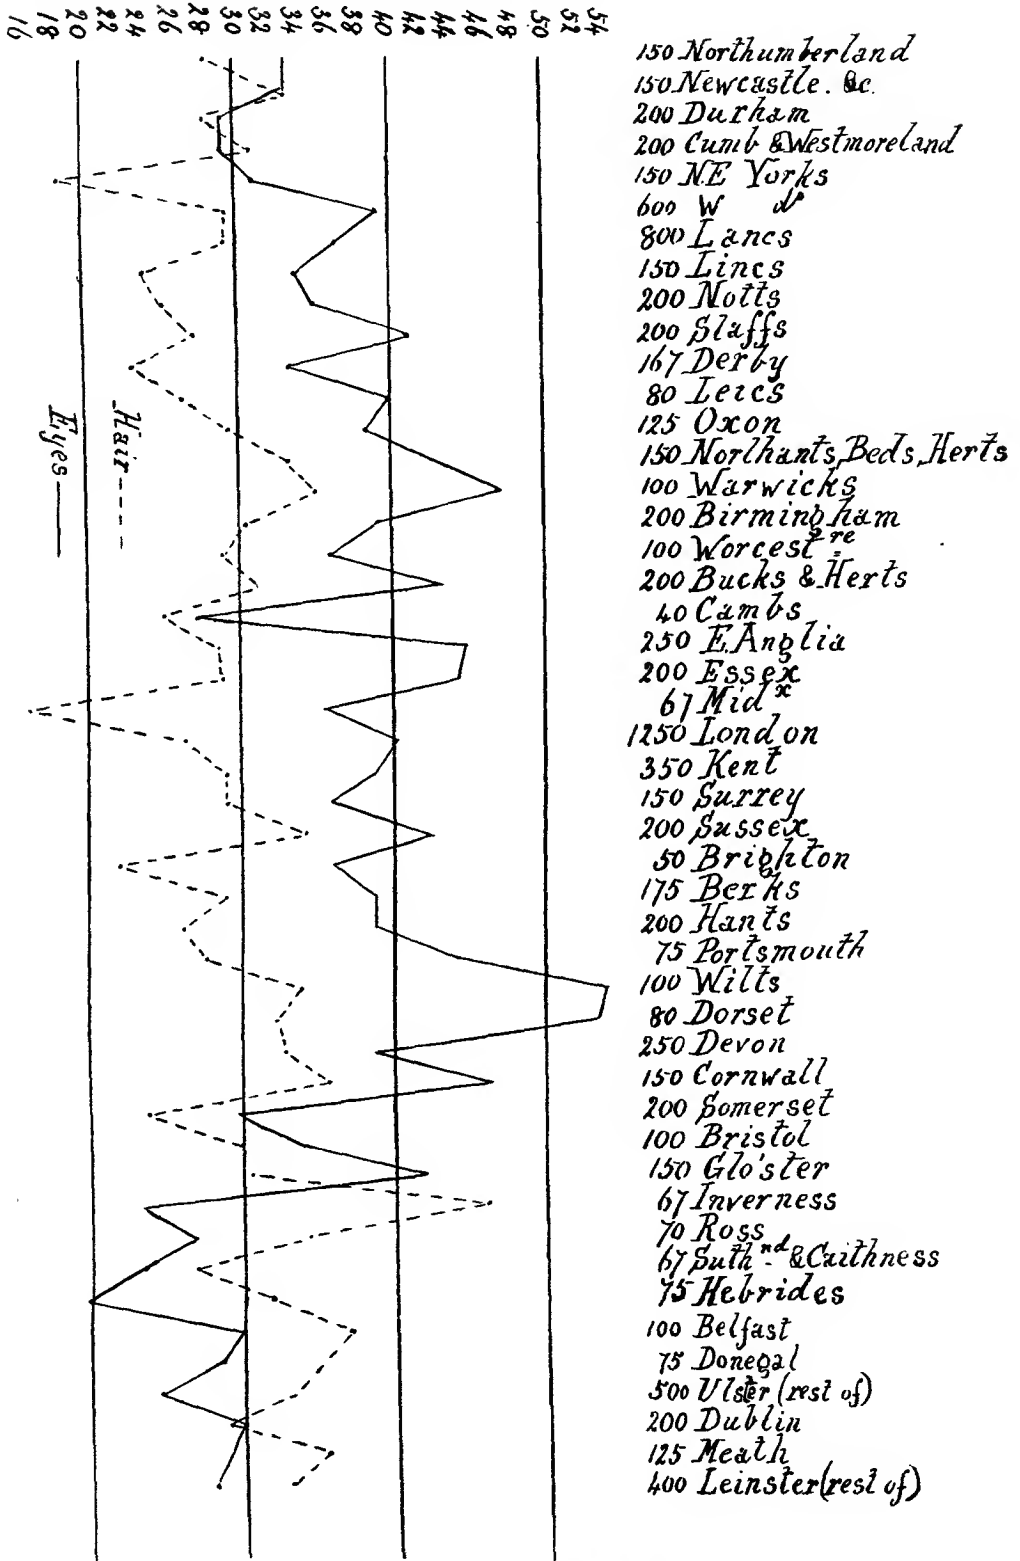 16 18 20 22 24 26 28 30 32 34 36 38 40 42 44 46 48 50 52 54
150 Northumberland
150 Newcastle. &c.
200 Durham
200 Cumb & Westmoreland
150 N.E Yorks
600 W do
800 Lancs
150 Lincs
200 Notts
200 Staffs
167 Derby
80 Leics
125 Oxon
150 Northants, Beds, Herts
100 Warwicks
200 Birmingham
100 Worcestre
200 Bucks & Herts
40 Cambs
250 E. Anglia
200 Essex
67 Midx
1250 London
350 Kent
150 Surrey
200 Sussex
50 Brighton
175 Berks
200 Hants
75 Portsmouth
100 Wilts
80 Dorset
250 Devon
150 Cornwall
200 Somerset
100 Bristol
150 Glo'ster
67 Inverness
70 Ross
67 Suthnd & Caithness
75 Hebrides
100 Belfast
75 Donegal
500 Ulster (rest of)
200 Dublin
125 Meath
400 Leinster (rest of)
Hair
Eyes